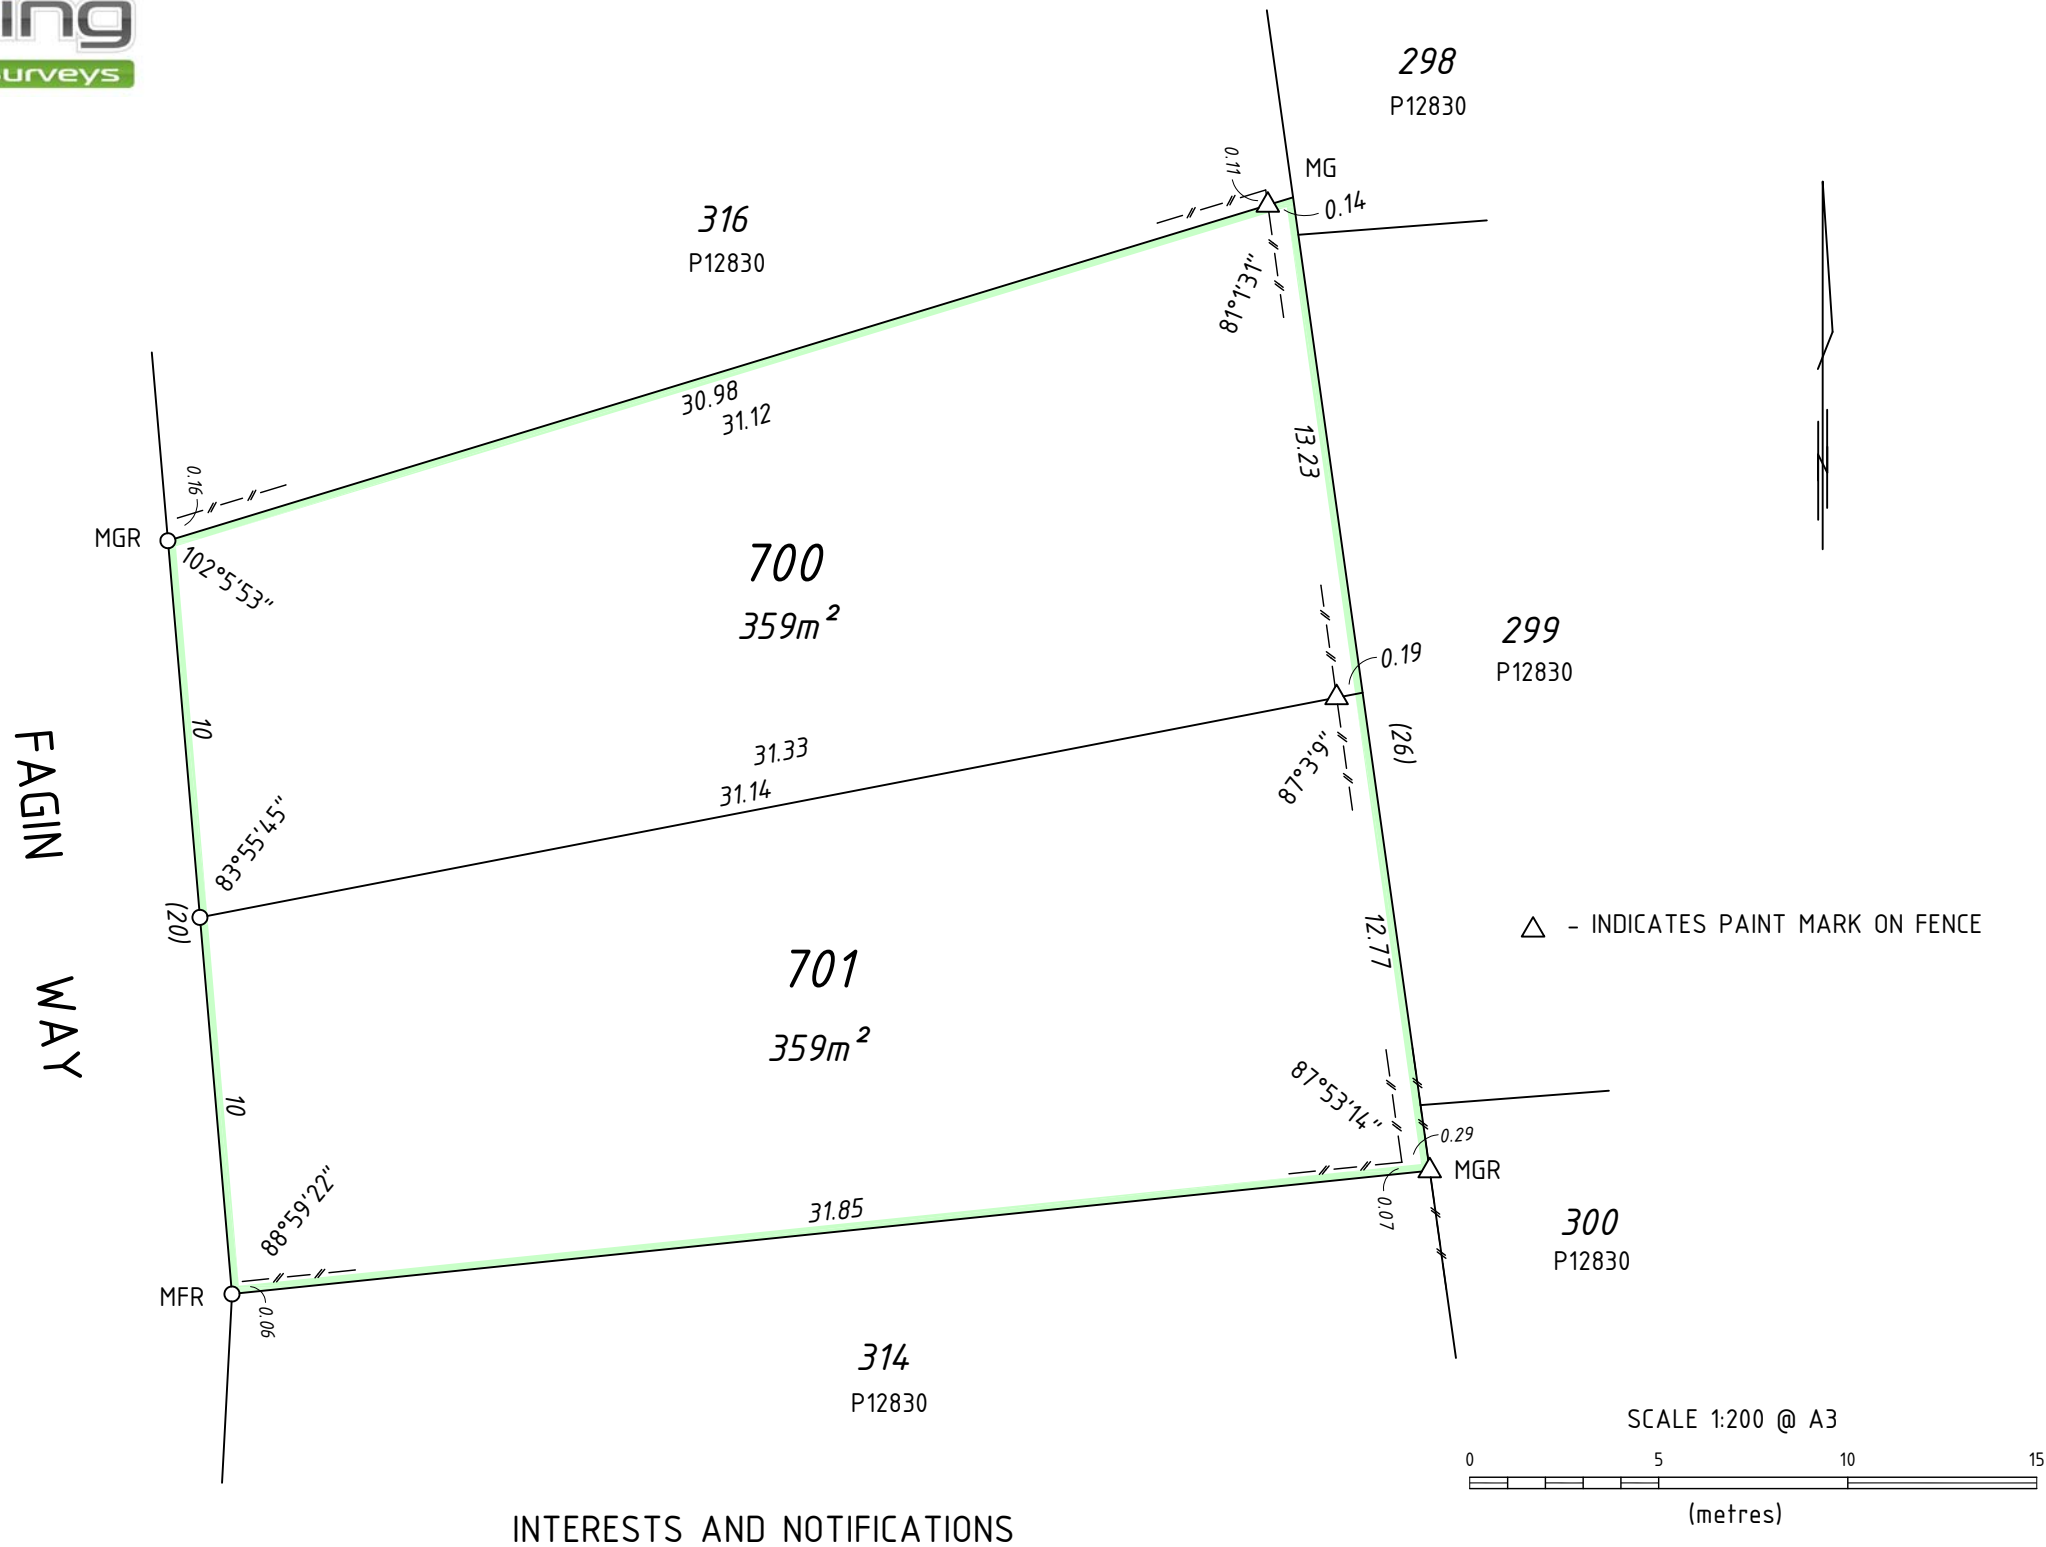 ing
surveys
298
P12830
MG
0.11
0.14
316
P12830
81°1'31"
30.98
31.12
13.23
0.16
MGR
102°5'53"
700
359m²
299
P12830
0.19
10
(26)
31.33
31.14
87°3'9"
FAGIN WAY
83°55'45"
(20)
12.77
△ - INDICATES PAINT MARK ON FENCE
701
359m²
87°53'14"
10
0.29
MGR
31.85
0.07
88°59'22"
300
P12830
MFR
0.06
314
P12830
SCALE 1:200 @ A3
0 5 10 15
(metres)
INTERESTS AND NOTIFICATIONS